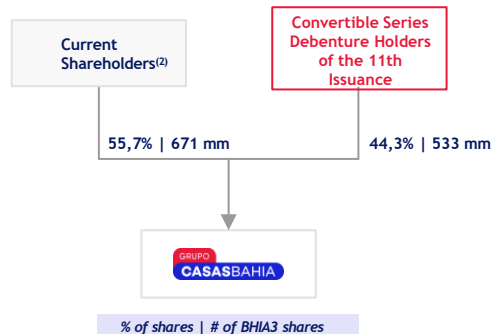 Current
Shareholders(2)
Convertible Series
Debenture Holders
of the 11th
Issuance
55,7% | 671 mm
44,3% | 533 mm
GRUPO
CASASBAHIA
% of shares | # of BHIA3 shares